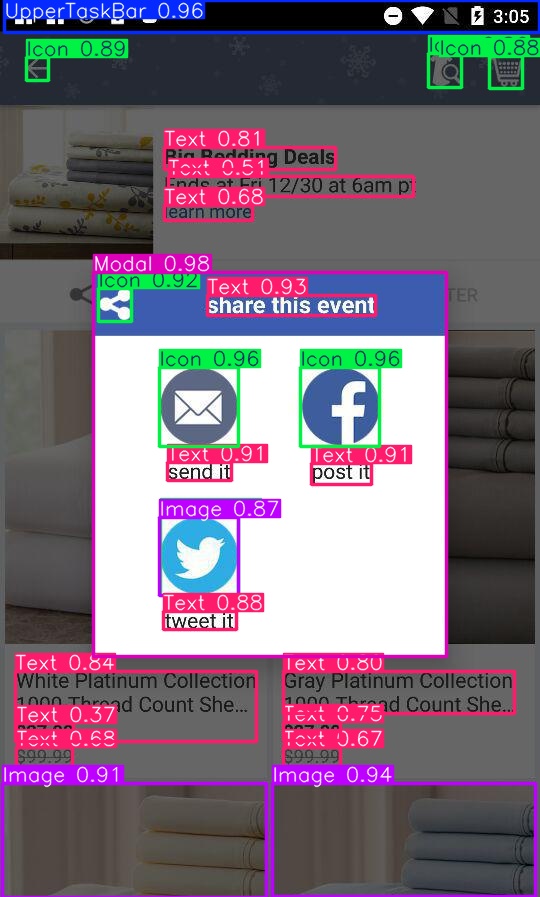 UpperTaskBar 0.96
3:05
Icon 0.89
Icon 0.88
Text 0.81
Big Bedding Deals
Text 0.51
Ends at Fri 12/30 at 6am pt
Text 0.68
learn more
Modal 0.98
Icon 0.92
Text 0.93
share this event
Icon 0.96
Icon 0.96
Text 0.91
Text 0.91
send it
post it
Image 0.87
Text 0.88
tweet it
Text 0.84
Text 0.80
White Platinum Collection
Gray Platinum Collection
1000 Thread Count She...
1000 Thread Count She...
Text 0.37
Text 0.75
Text 0.68
Text 0.67
$99.99
$99.99
Image 0.91
Image 0.94